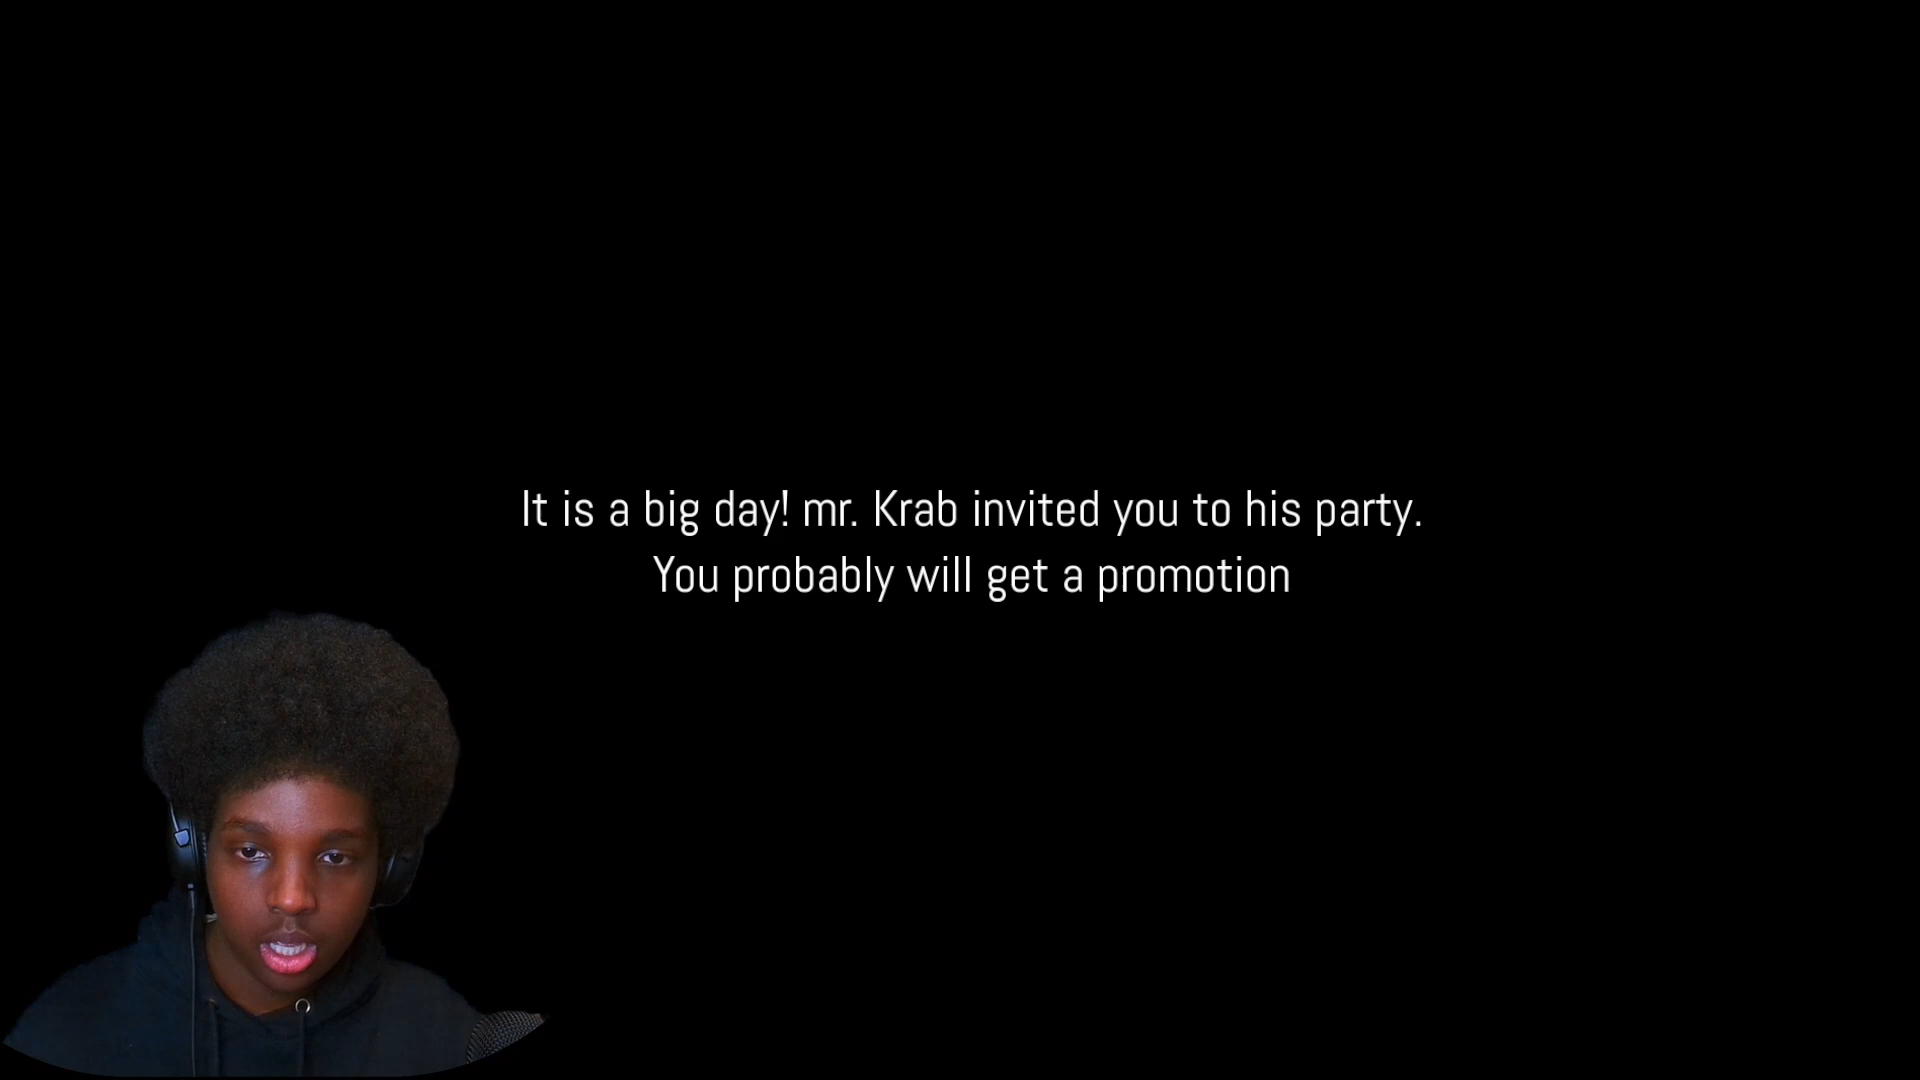 It is a big day! mr. Krab invited you to his party.
You probably will get a promotion